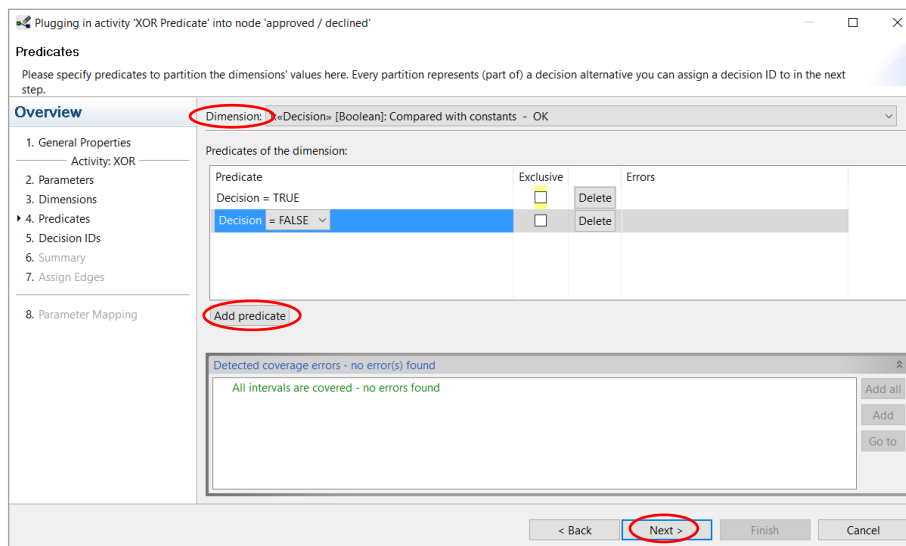 Plugging in activity 'XOR Predicate' into node 'approved / declined'
Predicates
Please specify predicates to partition the dimensions' values here. Every partition represents (part of) a decision alternative you can assign a decision ID to in the next
step.
Overview
1. General Properties
Activity: XOR
2. Parameters
3. Dimensions
4. Predicates
5. Decision IDs
6. Summary
7. Assign Edges
8. Parameter Mapping
Dimension: «Decision» [Boolean]: Compared with constants - OK
Predicates of the dimension:
Predicate Exclusive Errors
Decision = TRUE Delete
Decision = FALSE Delete
Add predicate
Detected coverage errors - no error(s) found
All intervals are covered - no errors found
Add all
Add
Go to
< Back Next > Finish Cancel